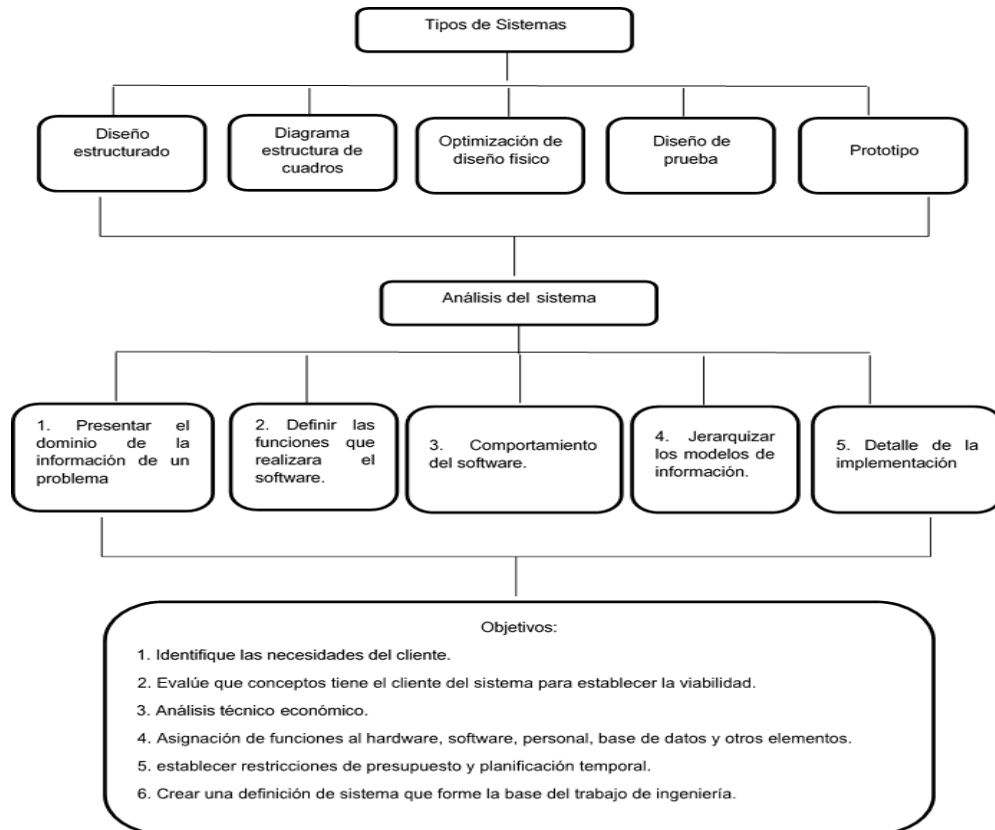 Tipos de Sistemas
Diseño
estructurado
Diagrama
estructura de
cuadros
Optimización de
diseño físico
Diseño de
prueba
Prototipo
Análisis del sistema
1. Presentar el
dominio de la
información de un
problema
2. Definir las
funciones que
realizara el
software.
3. Comportamiento
del software.
4. Jerarquizar
los modelos de
información.
5. Detalle de la
implementación
Objetivos:
1. Identifique las necesidades del cliente.
2. Evalúe que conceptos tiene el cliente del sistema para establecer la viabilidad.
3. Análisis técnico económico.
4. Asignación de funciones al hardware, software, personal, base de datos y otros elementos.
5. establecer restricciones de presupuesto y planificación temporal.
6. Crear una definición de sistema que forme la base del trabajo de ingeniería.